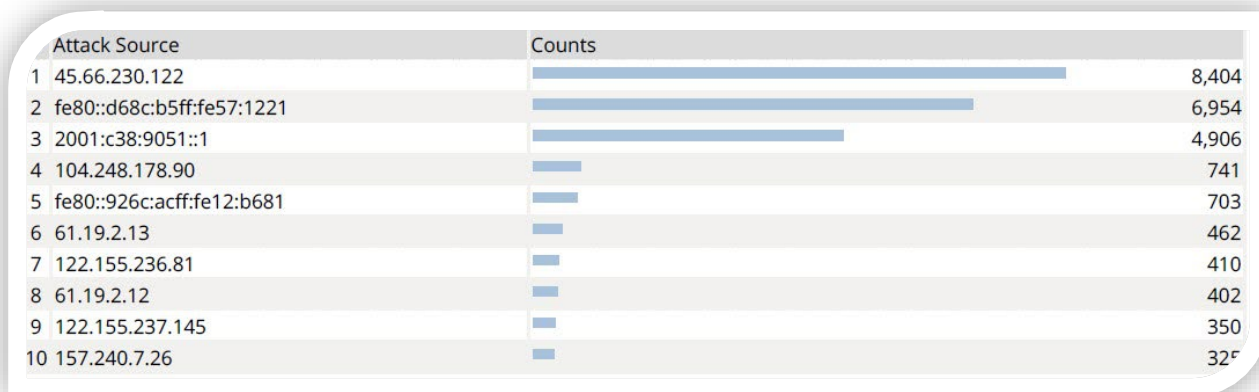 Attack Source Counts
1 45.66.230.122 8,404
2 fe80::d68c:b5ff:fe57:1221 6,954
3 2001:c38:9051::1 4,906
4 104.248.178.90 741
5 fe80::926c:acff:fe12:b681 703
6 61.19.2.13 462
7 122.155.236.81 410
8 61.19.2.12 402
9 122.155.237.145 350
10 157.240.7.26 325